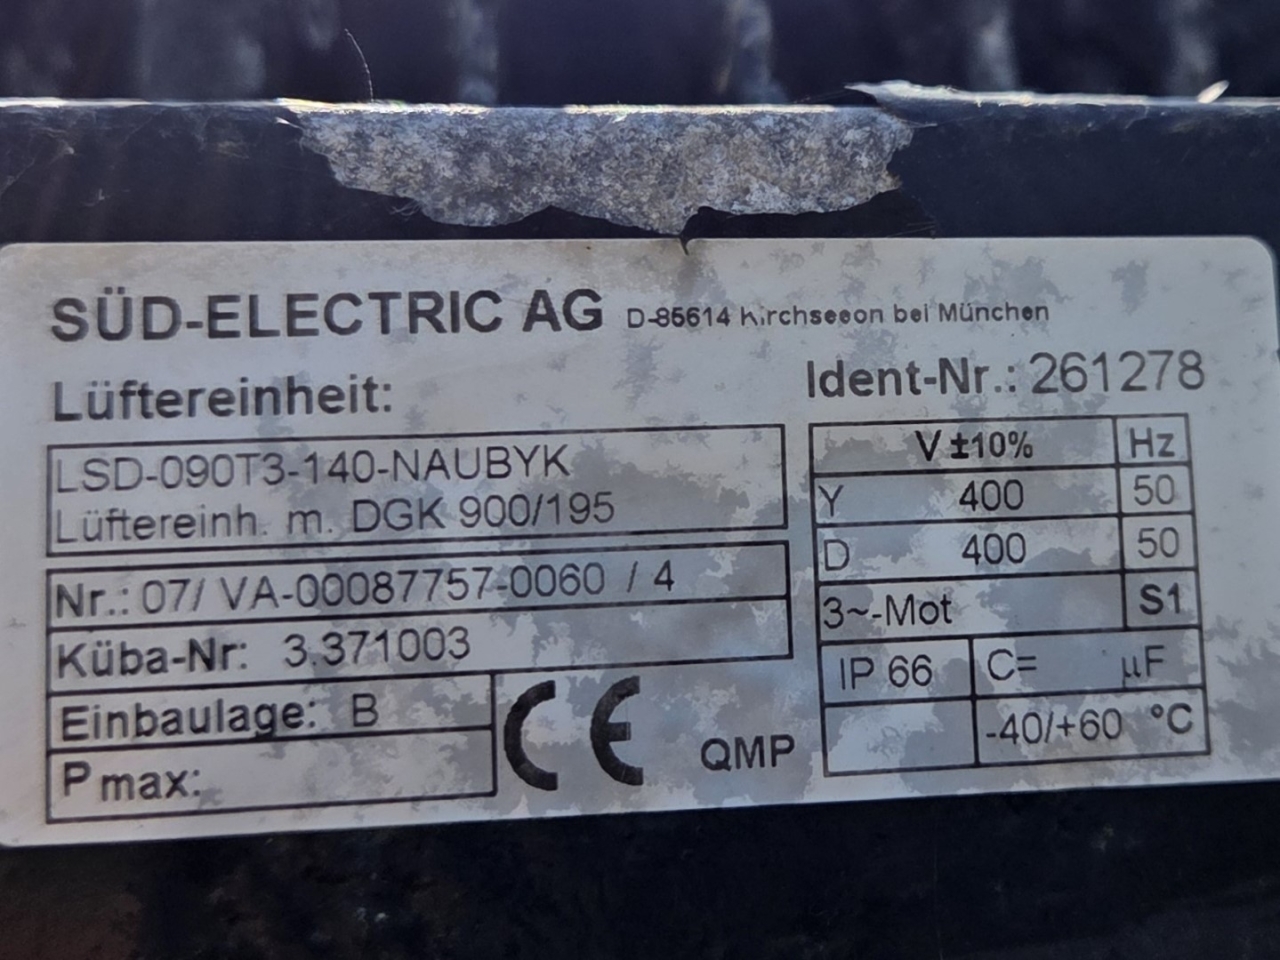 SÜD-ELECTRIC AG D-85614 Kirchseeon bei München
Lüftereinheit:
Ident-Nr.: 261278
LSD-090T3-140-NAUBYK
Lüftereinh. m. DGK 900/195
Nr.: 07/ VA-00087757-0060 / 4
Küba-Nr: 3.371003
Einbaulage: B
P max:
CE
QMP
V ±10% Hz
Y 400 50
D 400 50
3~-Mot S1
IP 66 C= µF
-40/+60 °C